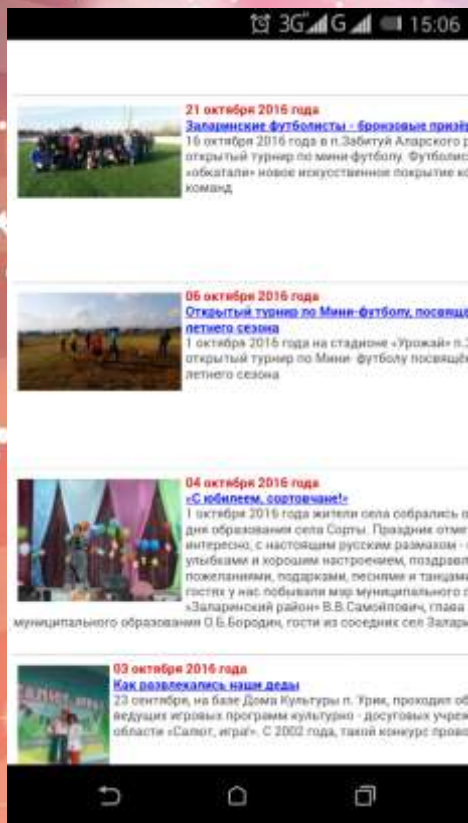 3G G 15:06
21 октября 2016 года
Заларинские футболисты - бронзовые призё
16 октября 2016 года в п.Забитуй Аларского р
открытый турнир по мини-футболу. Футболис
«обкатали» новое искусственное покрытие ко
команд
06 октября 2016 года
Открытый турнир по Мини-футболу, посвящё
летнего сезона
1 октября 2016 года на стадионе «Урожай» п.З
открытый турнир по Мини- футболу посвящён
летнего сезона
04 октября 2016 года
«С юбилеем, сортовчане!»
1 октября 2016 года жители села собрались
дня образования села Сорты. Праздник отмет
интересно, с настоящим русским размахом -
улыбками и хорошим настроением, поздравл
пожеланиями, подарками, песнями и танцами
гостях у нас побывали мэр муниципального
«Заларинский район» В.В.Самойлович, глава
муниципального образования О.Б.Бородин, гости из соседних сел Залари
03 октября 2016 года
Как развлекались наши деды
23 сентября, на базе Дома Культуры п. Урик, проходил об
ведущих игровых программ культурно - досуговых учреж
области «Салют, игра!». С 2002 года, такой конкурс прово